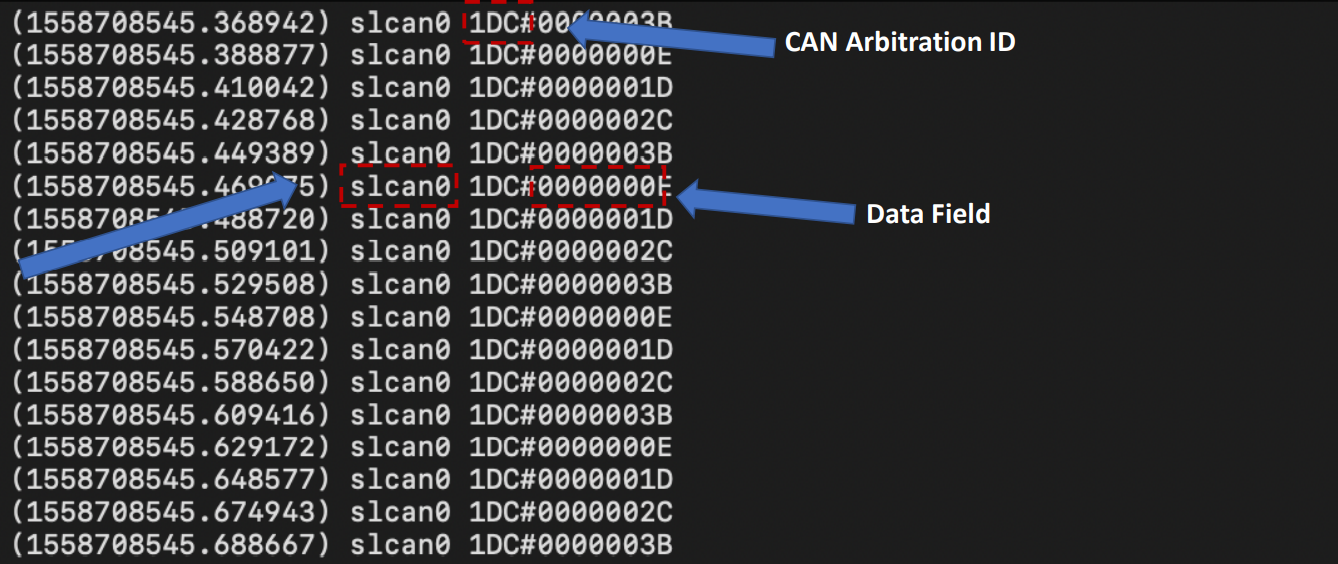 (1558708545.368942) slcan0 1DC#0000003B
CAN Arbitration ID
(1558708545.388877) slcan0 1DC#0000000E
(1558708545.410042) slcan0 1DC#0000001D
(1558708545.428768) slcan0 1DC#0000002C
(1558708545.449389) slcan0 1DC#0000003B
(1558708545.469075) slcan0 1DC#0000000E
Data Field
slcan0 1DC#0000001D
(1558708545.509101) slcan0 1DC#0000002C
(1558708545.529508) slcan0 1DC#0000003B
(1558708545.548708) slcan0 1DC#0000000E
(1558708545.570422) slcan0 1DC#0000001D
(1558708545.588650) slcan0 1DC#0000002C
(1558708545.609416) slcan0 1DC#0000003B
(1558708545.629172) slcan0 1DC#0000000E
(1558708545.648577) slcan0 1DC#0000001D
(1558708545.674943) slcan0 1DC#0000002C
(1558708545.688667) slcan0 1DC#0000003B